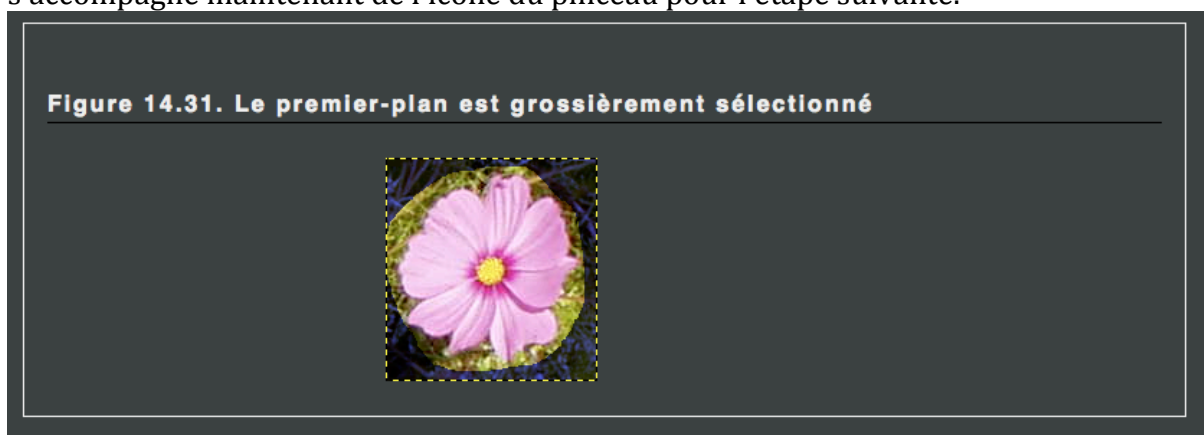 s'accompagne maintenant de l'icône du pinceau pour l'étape suivante.
Figure 14.31. Le premier-plan est grossièrement sélectionné